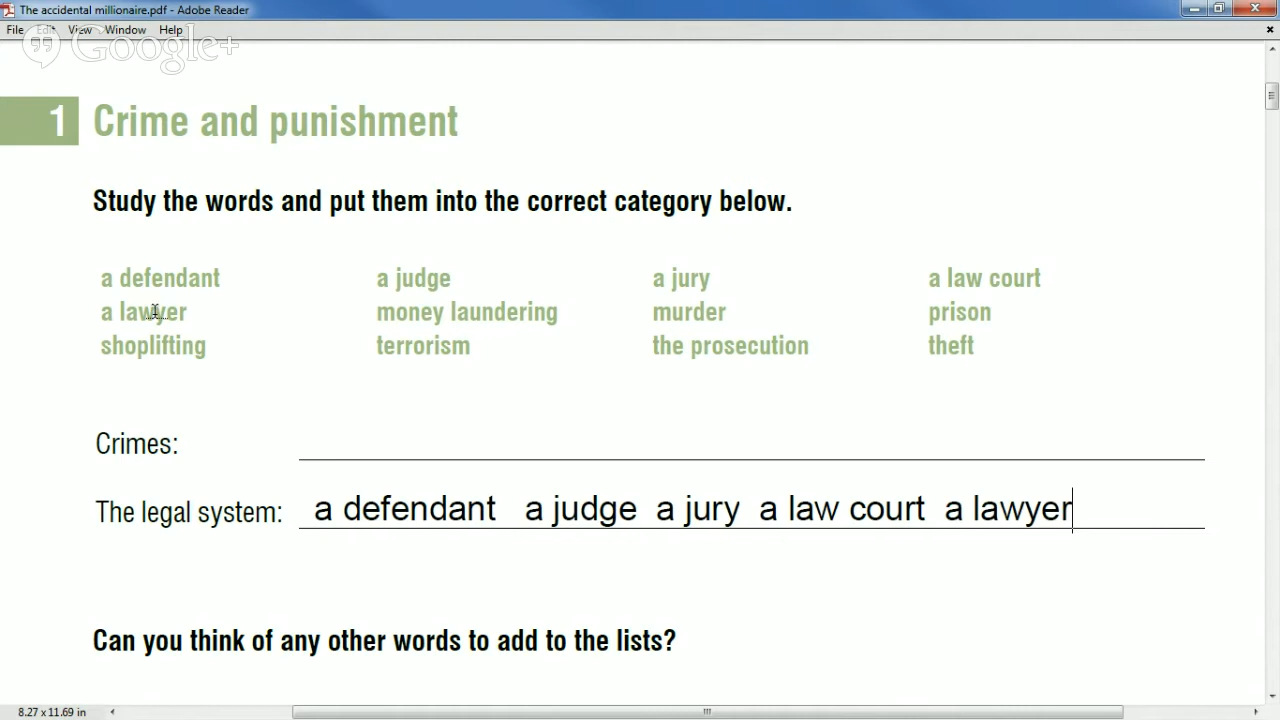 The accidental millionaire.pdf - Adobe Reader
File Edit View Window Help
Google+
1 Crime and punishment
Study the words and put them into the correct category below.
a defendant a judge a jury a law court
a lawyer money laundering murder prison
shoplifting terrorism the prosecution theft
Crimes:
The legal system: a defendant a judge a jury a law court a lawyer
Can you think of any other words to add to the lists?
8.27 x 11.69 in